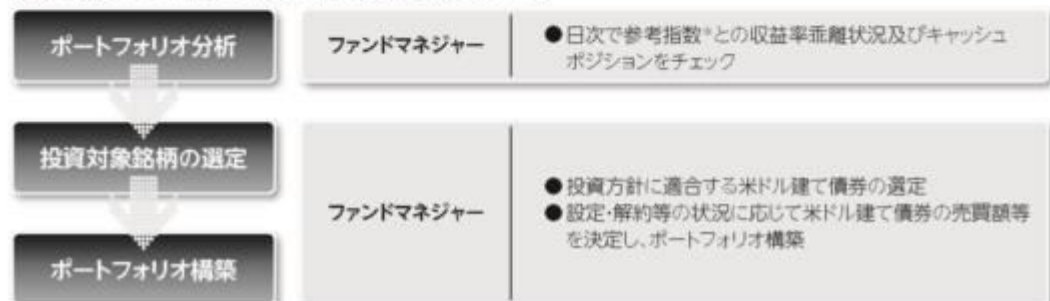 ポートフォリオ分析
ファンドマネジャー
●日次で参考指数*との収益率乖離状況及びキャッシュ
ポジションをチェック
投資対象銘柄の選定
ファンドマネジャー
●投資方針に適合する米ドル建て債券の選定
●設定・解約等の状況に応じて米ドル建て債券の売買額等
を決定し、ポートフォリオ構築
ポートフォリオ構築